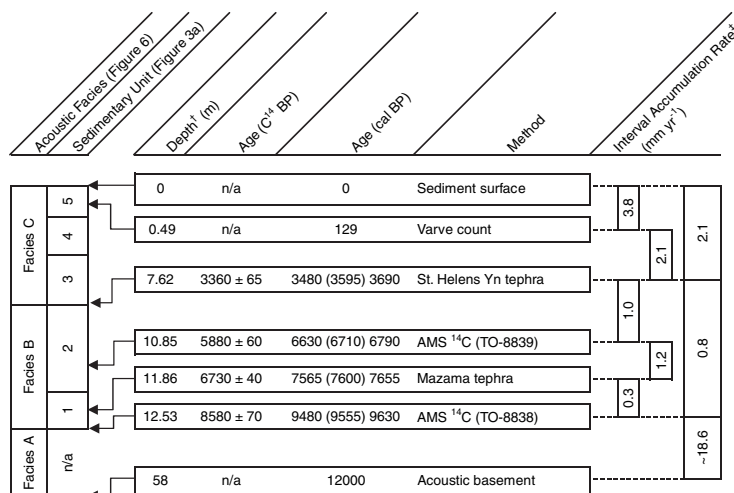 Acoustic Facies (Figure 6)
Sedimentary Unit (Figure 3a)
Depth† (m)
Age (C14 BP)
Age (cal BP)
Method
Interval Accumulation Rate‡
(mm yr-1)
0 n/a 0 Sediment surface
0.49 n/a 129 Varve count
7.62 3360 ± 65 3480 (3595) 3690 St. Helens Yn tephra
10.85 5880 ± 60 6630 (6710) 6790 AMS 14C (TO-8839)
11.86 6730 ± 40 7565 (7600) 7655 Mazama tephra
12.53 8580 ± 70 9480 (9555) 9630 AMS 14C (TO-8838)
58 n/a 12000 Acoustic basement
Facies C
Facies B
Facies A
5
4
3
2
1
n/a
3.8
2.1
1.0
1.2
0.3
2.1
0.8
~18.6